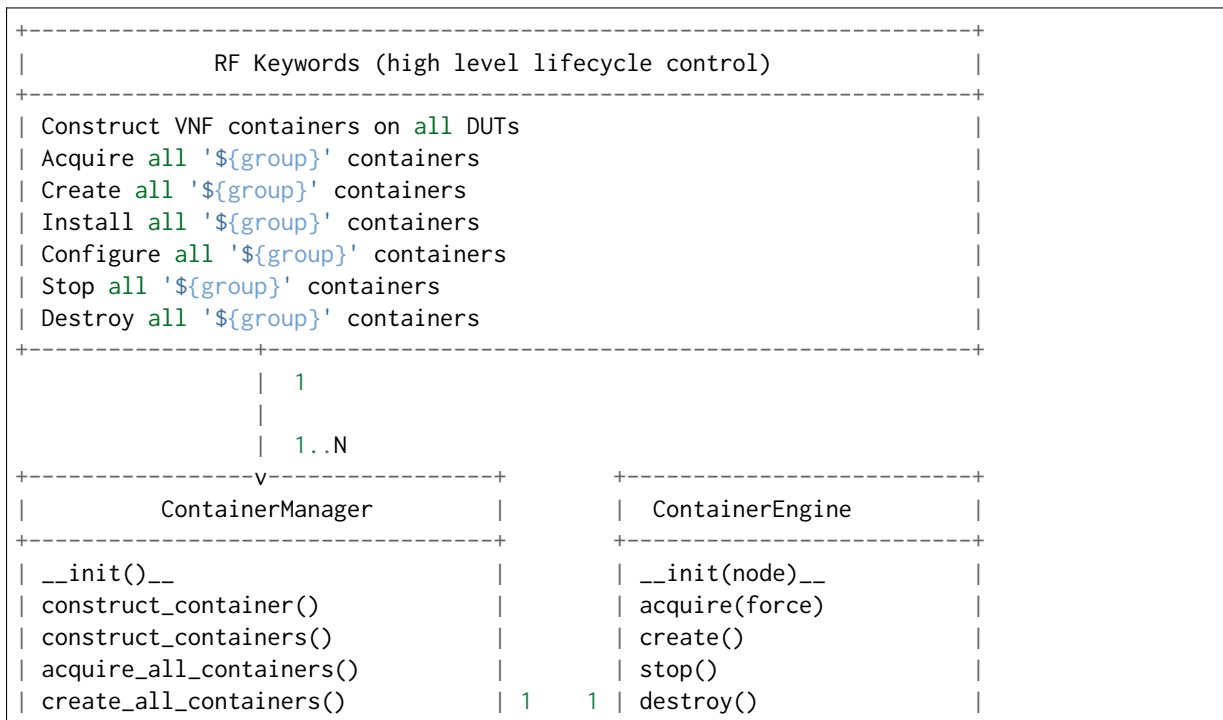 +-----------------------------------------------------------------------+
|              RF Keywords (high level lifecycle control)               |
+-----------------------------------------------------------------------+
| Construct VNF containers on all DUTs                                  |
| Acquire all '${group}' containers                                     |
| Create all '${group}' containers                                      |
| Install all '${group}' containers                                     |
| Configure all '${group}' containers                                   |
| Stop all '${group}' containers                                        |
| Destroy all '${group}' containers                                     |
+-----------------+-----------------------------------------------------+
                  |  1
                  |
                  |  1..N
+-----------------v-----------------+        +--------------------------+
|          ContainerManager         |        |  ContainerEngine         |
+-----------------------------------+        +--------------------------+
| __init()__                        |        | __init(node)__           |
| construct_container()             |        | acquire(force)           |
| construct_containers()            |        | create()                 |
| acquire_all_containers()          |        | stop()                   |
| create_all_containers()           | 1    1 | destroy()                |